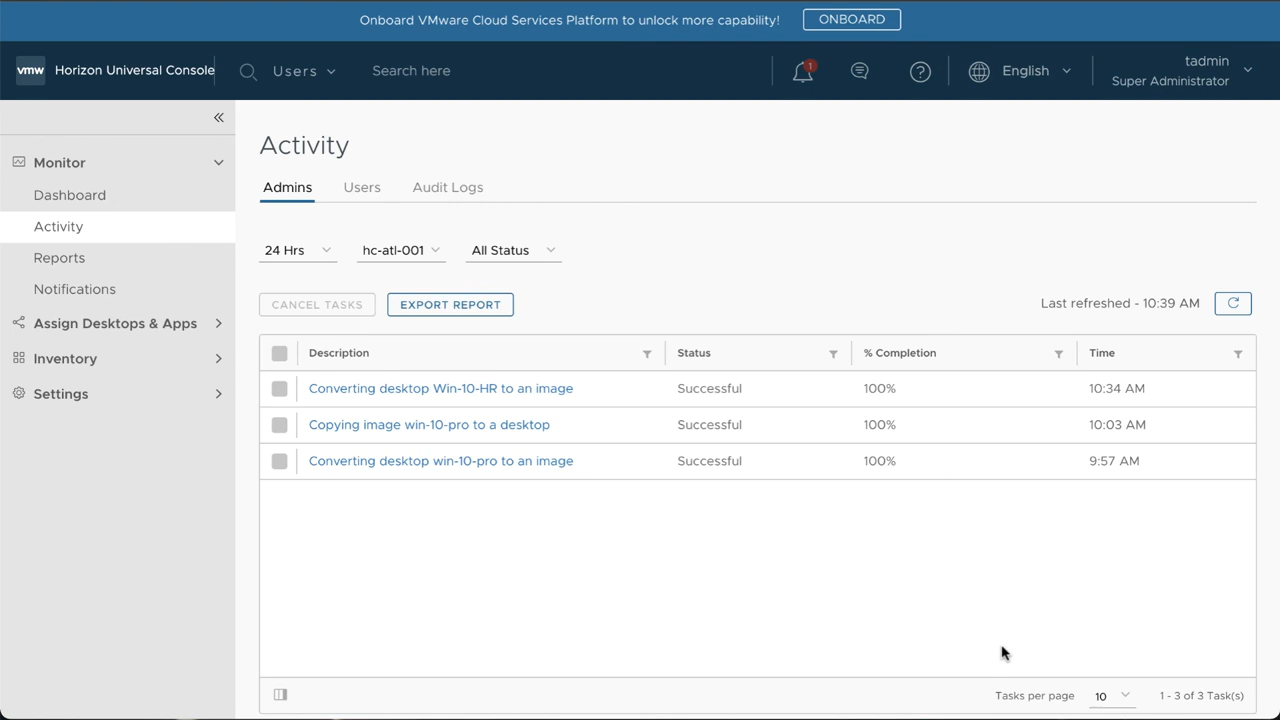 Onboard VMware Cloud Services Platform to unlock more capability! ONBOARD
vmw Horizon Universal Console Users Search here 1 ? English tadmin
Super Administrator
Activity
Monitor
Dashboard
Activity
Reports
Notifications
Assign Desktops & Apps
Inventory
Settings
Admins Users Audit Logs
24 Hrs hc-atl-001 All Status
CANCEL TASKS EXPORT REPORT Last refreshed - 10:39 AM
Description Status % Completion Time
Converting desktop Win-10-HR to an image Successful 100% 10:34 AM
Copying image win-10-pro to a desktop Successful 100% 10:03 AM
Converting desktop win-10-pro to an image Successful 100% 9:57 AM
Tasks per page 10 1 - 3 of 3 Task(s)